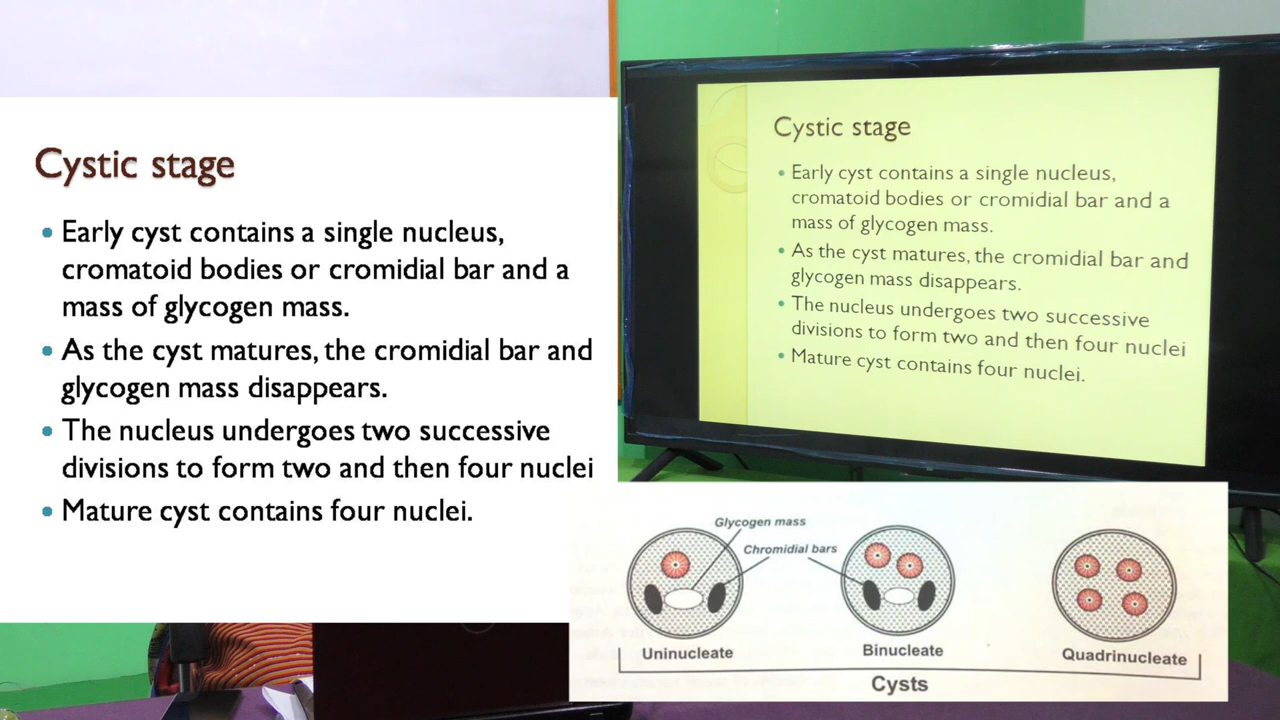 Cystic stage
• Early cyst contains a single nucleus,
cromatoid bodies or cromidial bar and a
mass of glycogen mass.
• As the cyst matures, the cromidial bar and
glycogen mass disappears.
• The nucleus undergoes two successive
divisions to form two and then four nuclei
• Mature cyst contains four nuclei.
Cystic stage
• Early cyst contains a single nucleus,
cromatoid bodies or cromidial bar and a
mass of glycogen mass.
• As the cyst matures, the cromidial bar and
glycogen mass disappears.
• The nucleus undergoes two successive
divisions to form two and then four nuclei
• Mature cyst contains four nuclei.
Glycogen mass
Chromidial bars
Uninucleate
Binucleate
Quadrinucleate
Cysts